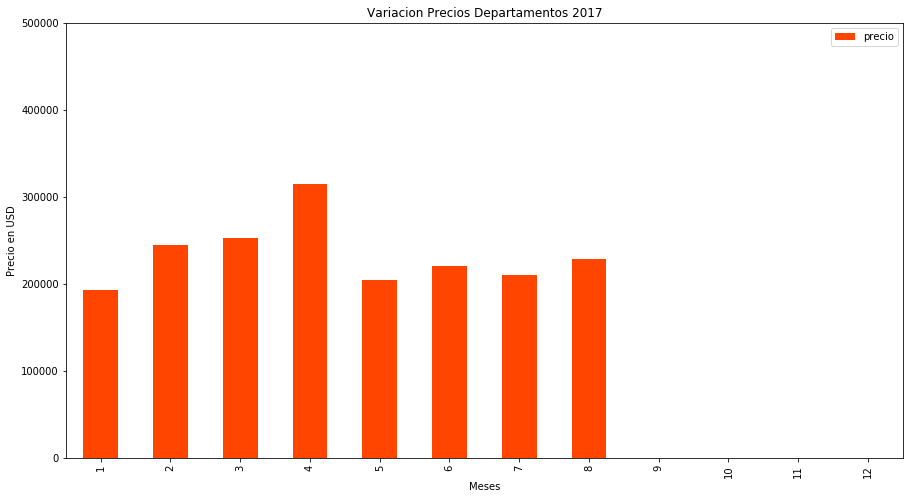 Variacion Precios Departamentos 2017
precio
Precio en USD
500000
400000
300000
200000
100000
0
1 2 3 4 5 6 7 8 9 10 11 12
Meses